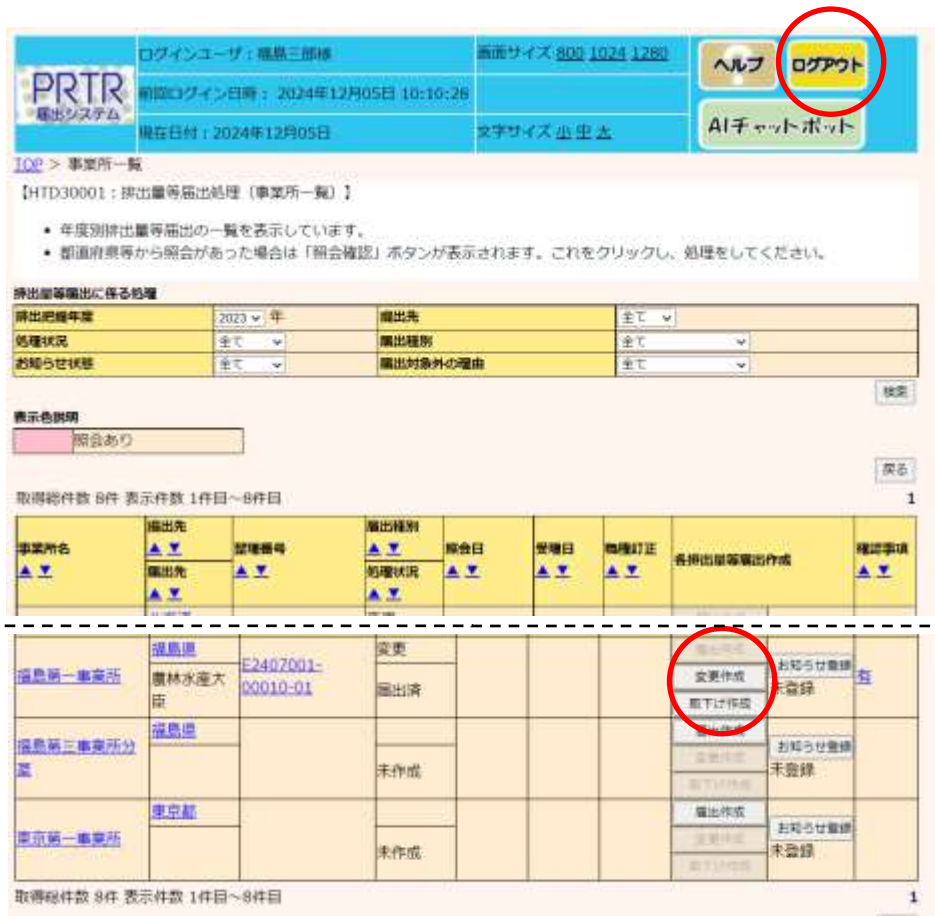 ログインユーザ：福島三郎様
画面サイズ 800 1024 1280
ヘルプ
ログアウト
PRTR
届出システム
前回ログイン日時： 2024年12月05日 10:10:28
現在日付：2024年12月05日
文字サイズ 小 中 大
AIチャットボット
TOP > 事業所一覧
【HTD30001：排出量等届出処理（事業所一覧）】
• 年度別排出量等届出の一覧を表示しています。
• 都道府県等から照会があった場合は「照会確認」ボタンが表示されます。これをクリックし、処理をしてください。
排出量等届出に係る処理
排出把握年度
2023 年
提出先
全て
処理状況
全て
届出種別
全て
お知らせ状態
全て
届出対象外の理由
全て
検索
表示色説明
照会あり
戻る
取得総件数 8件 表示件数 1件目～8件目
1
事業所名
▲ ▼
提出先
▲ ▼
届出先
▲ ▼
整理番号
▲ ▼
届出種別
▲ ▼
処理状況
▲ ▼
照会日
▲ ▼
受理日
▲ ▼
職権訂正
▲ ▼
各排出量等届出作成
確認事項
▲ ▼
福島第一事業所
福島県
農林水産大臣
E2407001-
00010-01
変更
届出済
届出作成
変更作成
取下げ作成
お知らせ登録
未登録
有
福島第三事業所分
室
福島県
未作成
届出作成
変更作成
取下げ作成
お知らせ登録
未登録
東京第一事業所
東京都
未作成
届出作成
変更作成
取下げ作成
お知らせ登録
未登録
取得総件数 8件 表示件数 1件目～8件目
1